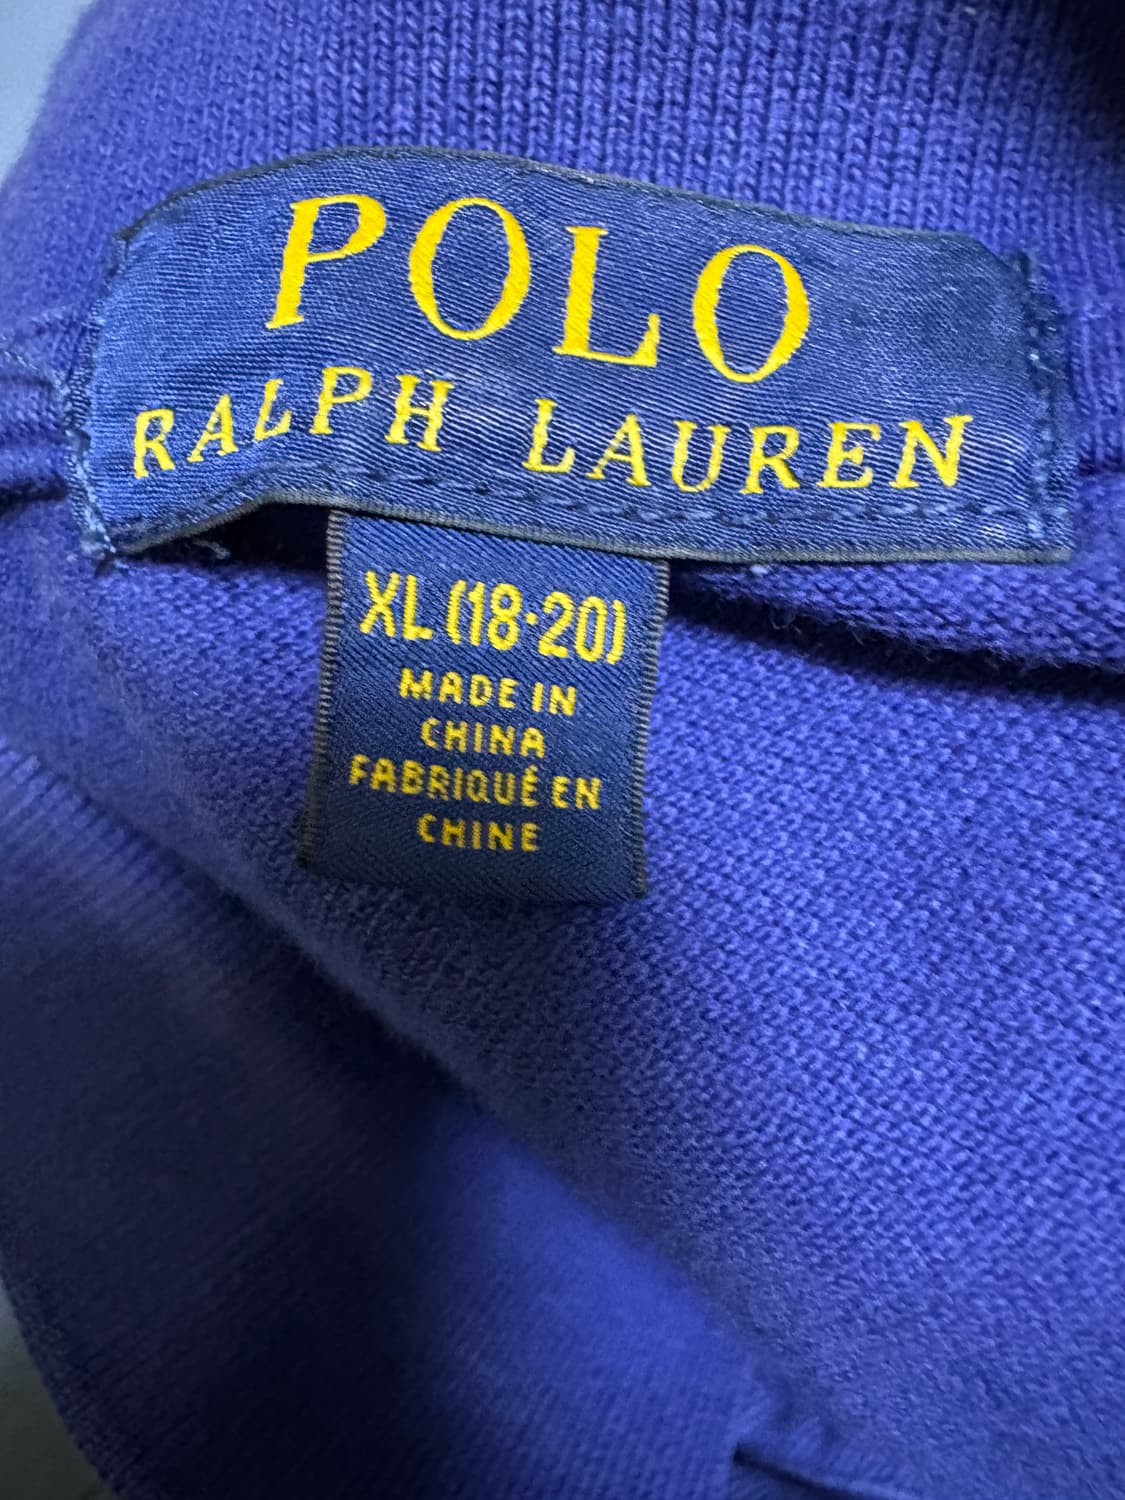 POLO
RALPH LAUREN
XL (18·20)
MADE IN
CHINA
FABRIQUÉ EN
CHINE